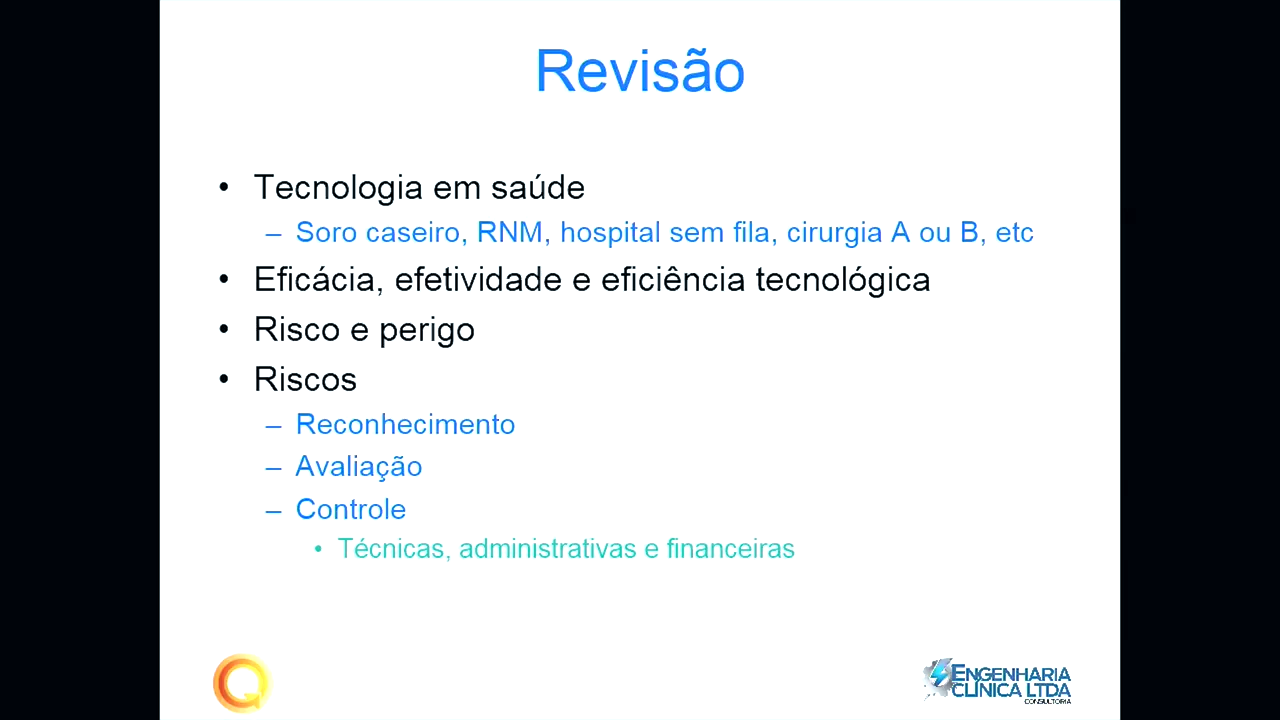 Revisão
• Tecnologia em saúde
– Soro caseiro, RNM, hospital sem fila, cirurgia A ou B, etc
• Eficácia, efetividade e eficiência tecnológica
• Risco e perigo
• Riscos
– Reconhecimento
– Avaliação
– Controle
• Técnicas, administrativas e financeiras
ENGENHARIA
CLÍNICA LTDA
CONSULTORIA